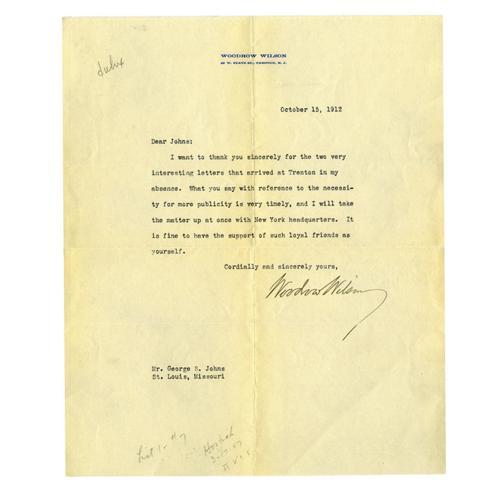 WOODROW WILSON
W. STATE ST., TRENTON, N. J.
October 15, 1912
Dear Johns:
I want to thank you sincerely for the two very
interesting letters that arrived at Trenton in my
absence. What you say with reference to the necessi-
ty for more publicity is very timely, and I will take
the matter up at once with New York headquarters. It
is fine to have the support of such loyal friends as
yourself.
Cordially and sincerely yours,
Woodrow Wilson
Mr. George S. Johns
St. Louis, Missouri